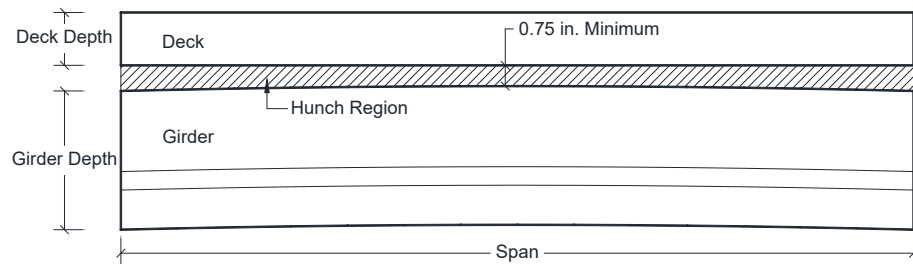 Deck Depth
Deck
0.75 in. Minimum
Hunch Region
Girder
Girder Depth
Span